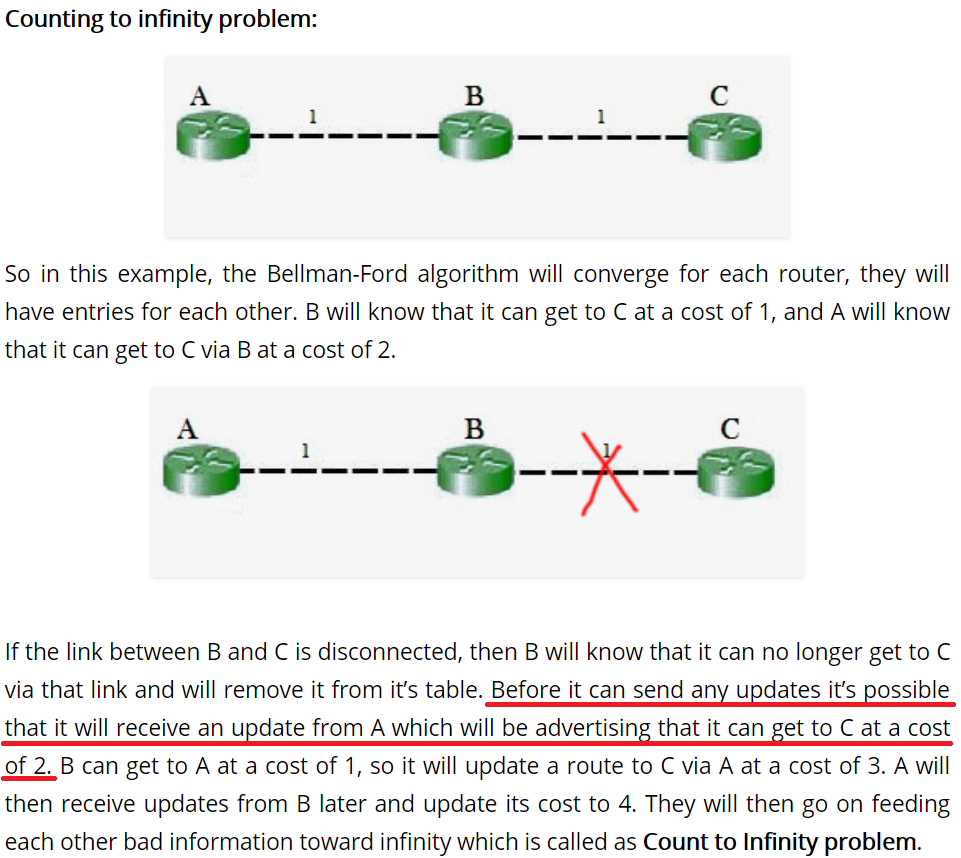 Counting to infinity problem:
A B C
1 1
So in this example, the Bellman-Ford algorithm will converge for each router, they will
have entries for each other. B will know that it can get to C at a cost of 1, and A will know
that it can get to C via B at a cost of 2.
A B C
1 1
If the link between B and C is disconnected, then B will know that it can no longer get to C
via that link and will remove it from it’s table. Before it can send any updates it’s possible
that it will receive an update from A which will be advertising that it can get to C at a cost
of 2. B can get to A at a cost of 1, so it will update a route to C via A at a cost of 3. A will
then receive updates from B later and update its cost to 4. They will then go on feeding
each other bad information toward infinity which is called as Count to Infinity problem.